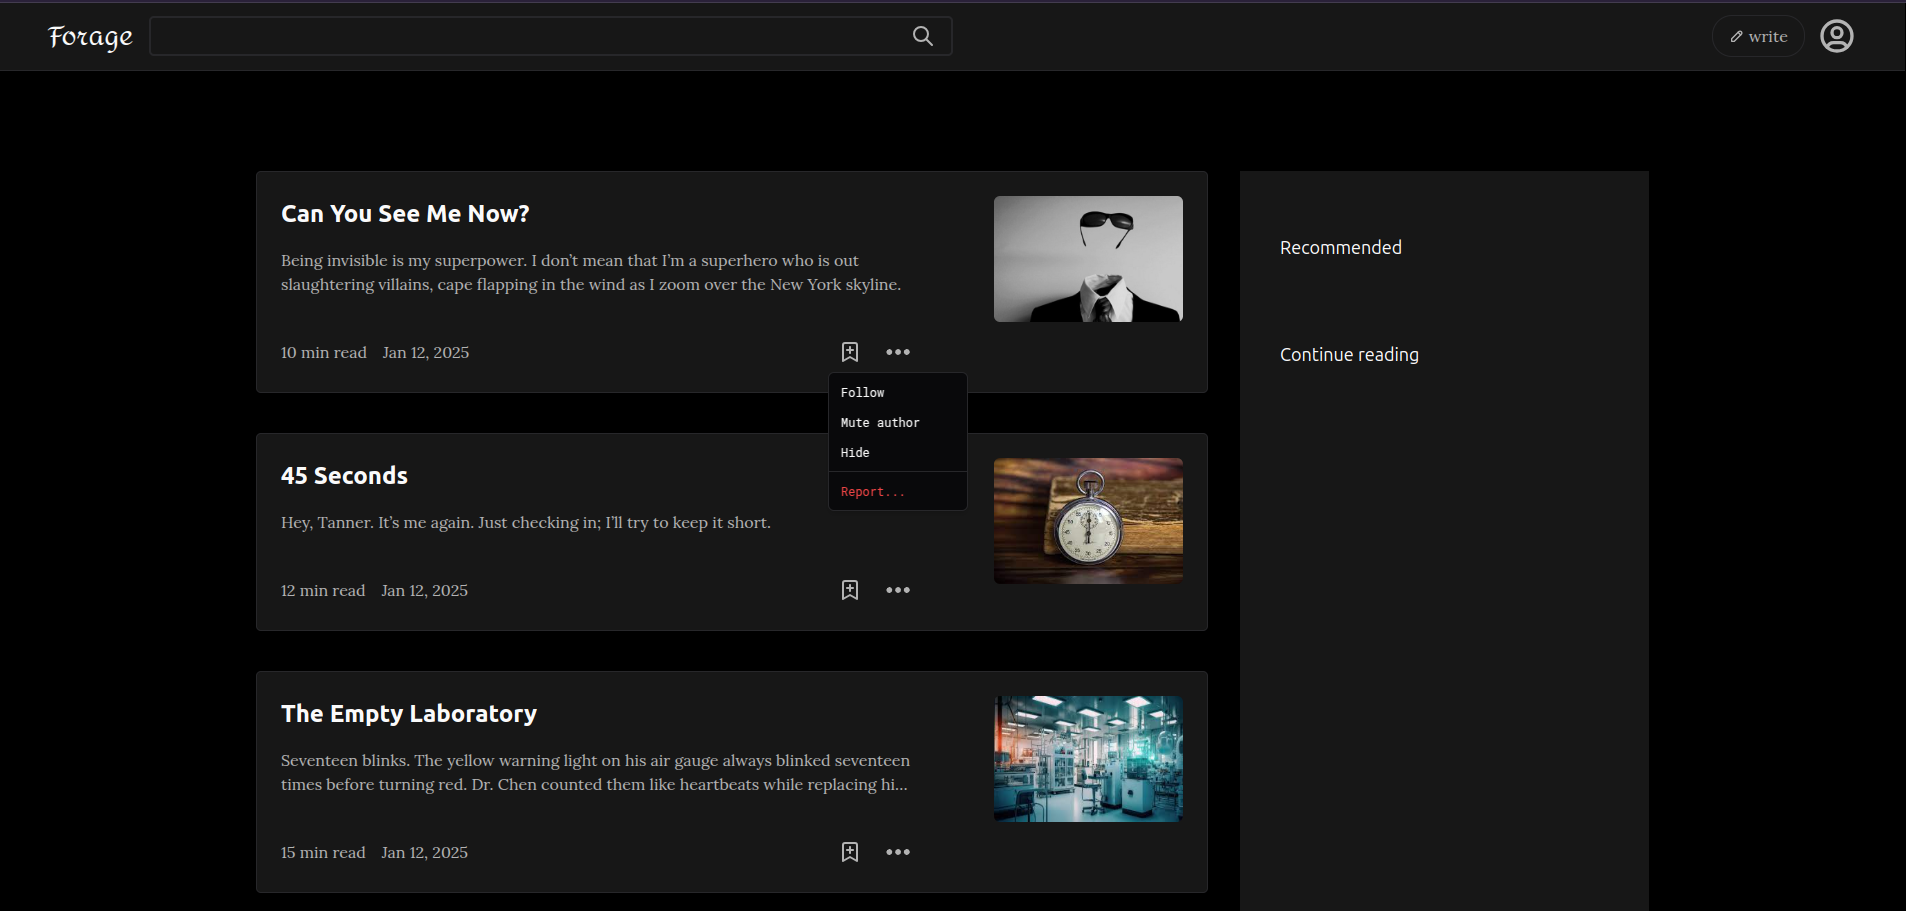 Forage
write
Can You See Me Now?
Being invisible is my superpower. I don’t mean that I’m a superhero who is out
slaughtering villains, cape flapping in the wind as I zoom over the New York skyline.
10 min read Jan 12, 2025
Follow
Mute author
Hide
Report...
45 Seconds
Hey, Tanner. It’s me again. Just checking in; I’ll try to keep it short.
12 min read Jan 12, 2025
The Empty Laboratory
Seventeen blinks. The yellow warning light on his air gauge always blinked seventeen
times before turning red. Dr. Chen counted them like heartbeats while replacing hi...
15 min read Jan 12, 2025
Recommended
Continue reading